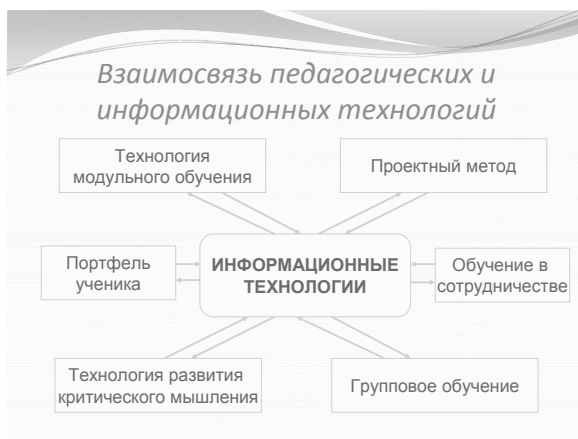 Взаимосвязь педагогических и
информационных технологий
Технология
модульного обучения
Проектный метод
Портфель
ученика
ИНФОРМАЦИОННЫЕ
ТЕХНОЛОГИИ
Обучение в
сотрудничестве
Технология развития
критического мышления
Групповое обучение